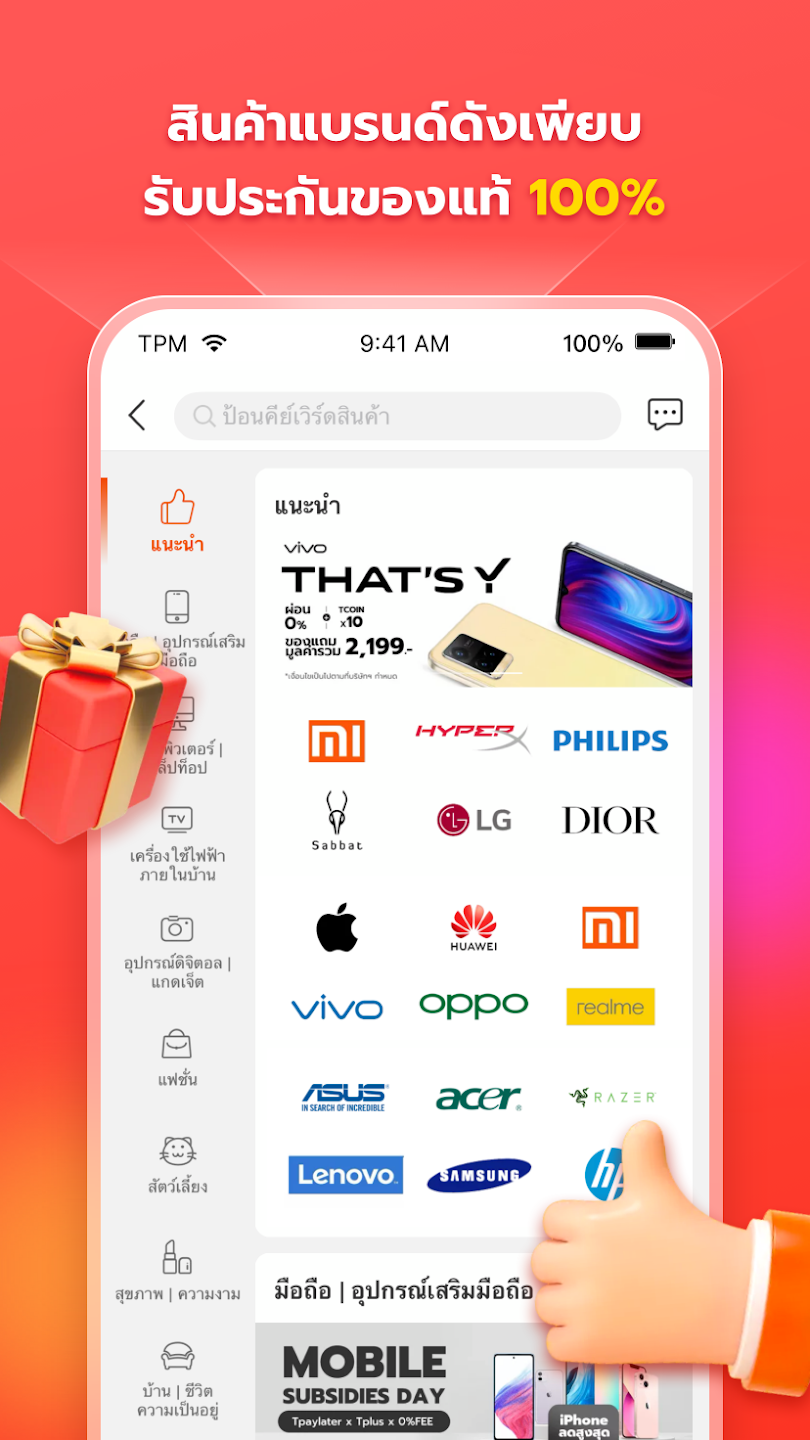 สินค้าแบรนด์ดังเพียบ
รับประกันของแท้ 100%
TPM 9:41 AM 100%
ป้อนคีย์เวิร์ดสินค้า
แนะนำ
อุปกรณ์เสริม
มือถือ
พิวเตอร์ |
ล็ปท็อป
TV
เครื่องใช้ไฟฟ้า
ภายในบ้าน
อุปกรณ์ดิจิตอล |
แกดเจ็ต
แฟชั่น
สัตว์เลี้ยง
สุขภาพ | ความงาม
บ้าน | ชีวิต
ความเป็นอยู่
แนะนำ
vivo
THAT'S Y
ผ่อน 0% + TCOIN x10
ของแถม มูลค่ารวม 2,199.-
*เงื่อนไขเป็นไปตามที่บริษัทฯ กำหนด
mi HYPERX PHILIPS
Sabbat LG DIOR
HUAWEI mi
vivo oppo realme
ASUS acer RAZER
IN SEARCH OF INCREDIBLE
Lenovo SAMSUNG hp
มือถือ | อุปกรณ์เสริมมือถือ
MOBILE
SUBSIDIES DAY
Tpaylater x Tplus x 0%FEE
iPhone
ลดสูงสุด